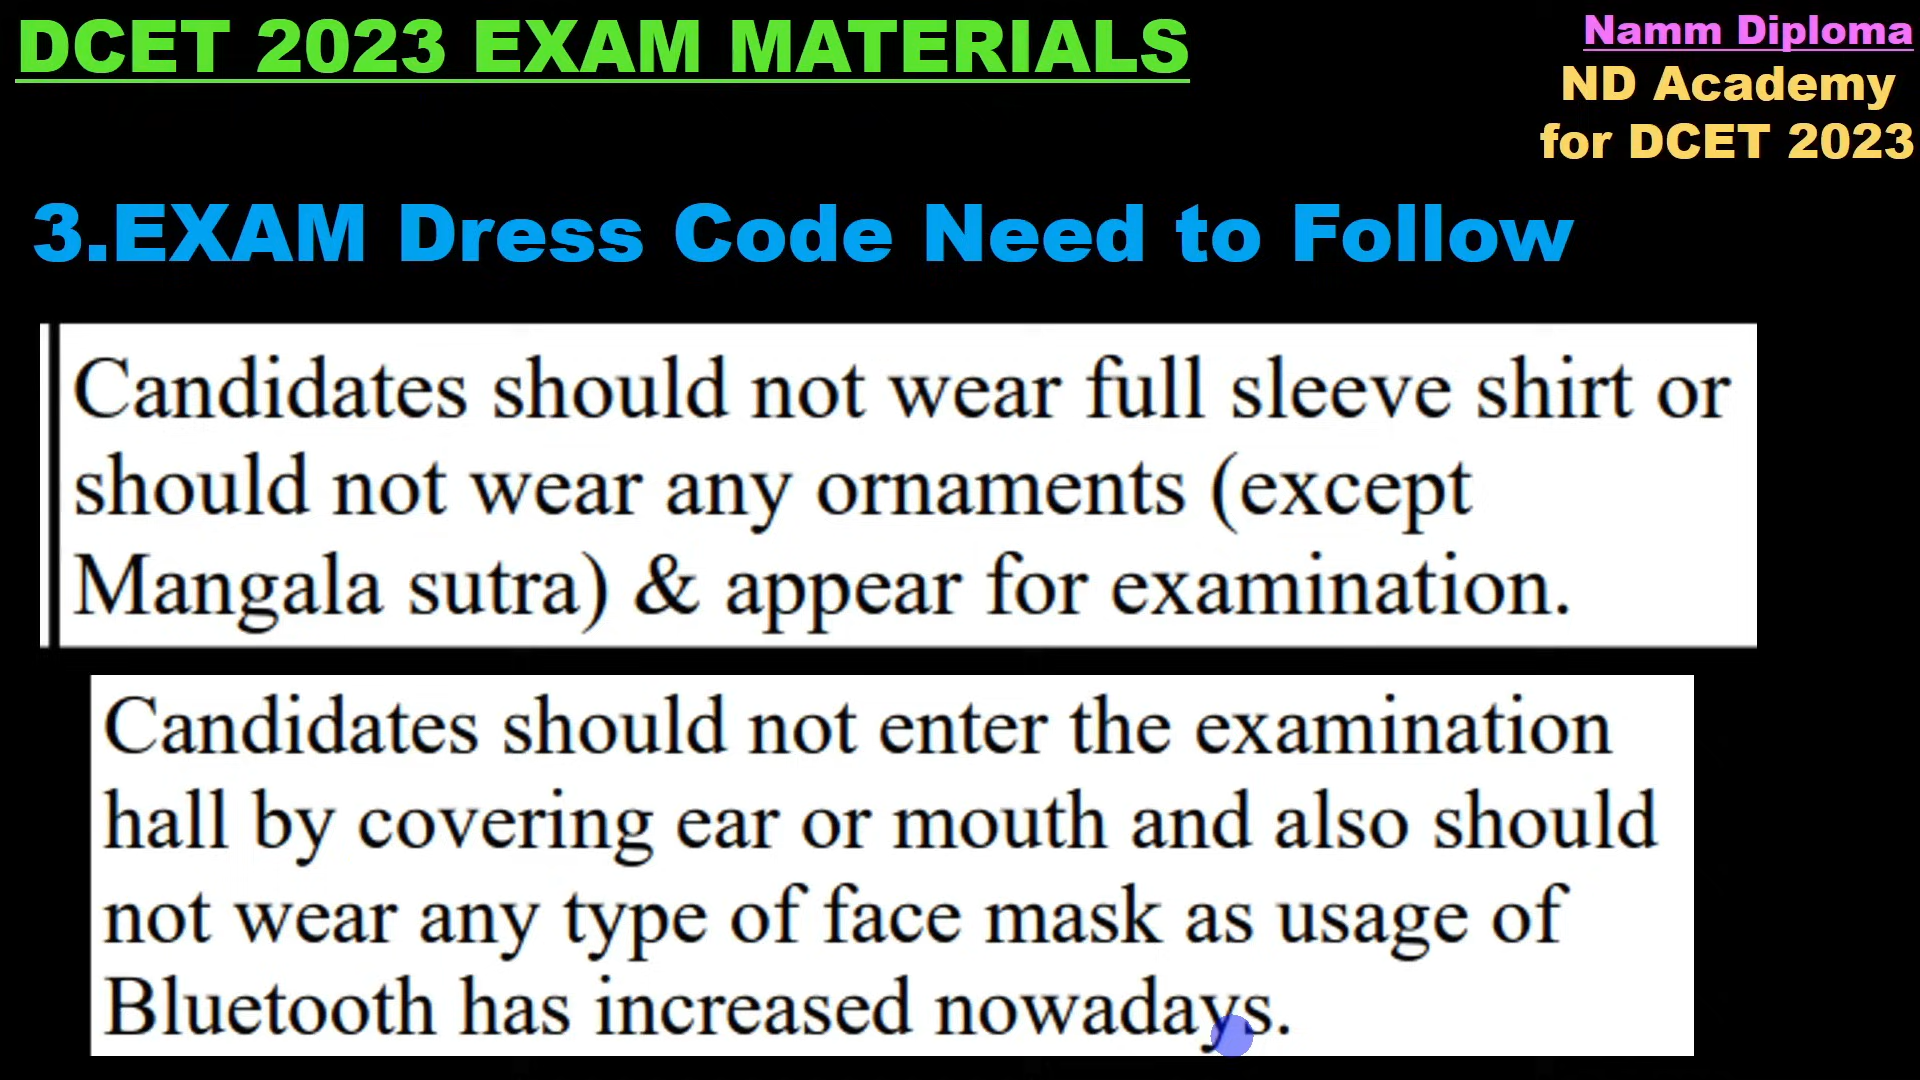 DCET 2023 EXAM MATERIALS
Namm Diploma
ND Academy
for DCET 2023
3.EXAM Dress Code Need to Follow
Candidates should not wear full sleeve shirt or
should not wear any ornaments (except
Mangala sutra) & appear for examination.
Candidates should not enter the examination
hall by covering ear or mouth and also should
not wear any type of face mask as usage of
Bluetooth has increased nowadays.